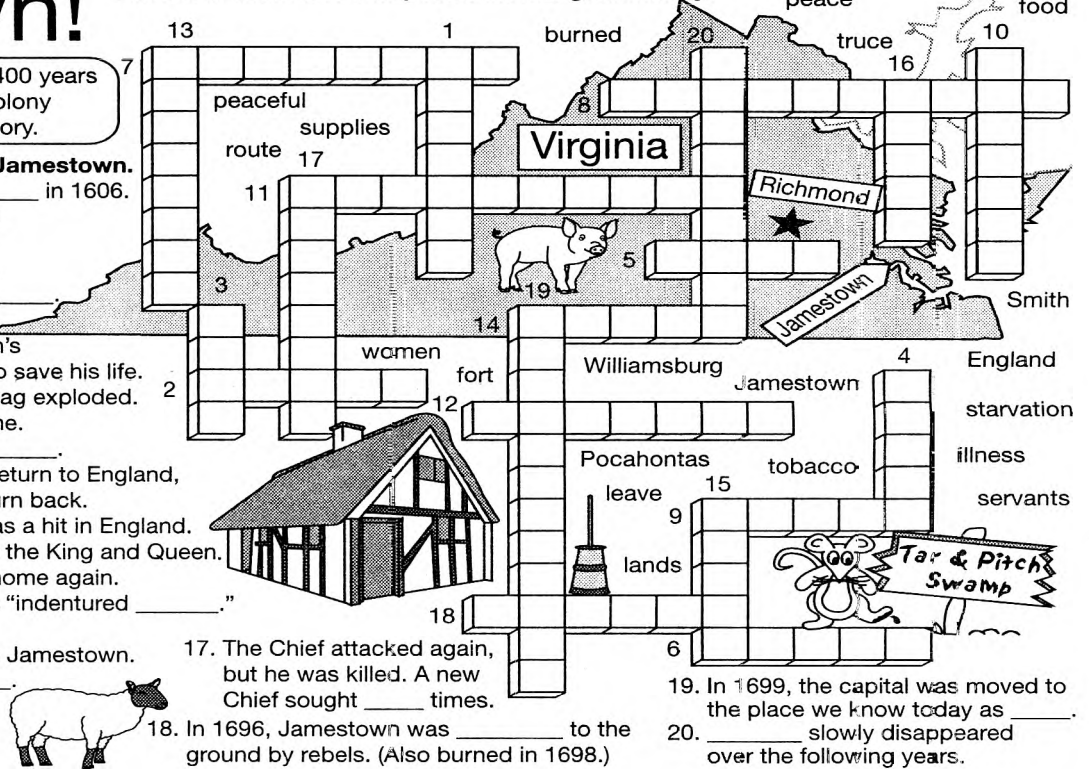 peace
food
wn!
13
1
burned
20
truce
10
16
7
400 years
olony
ory.
peaceful
supplies
8
Virginia
route
17
Jamestown.
in 1606.
11
Richmond
5
3
19
Jamestown
Smith
14
n's
o save his life.
ag exploded.
ne.
women
fort
Williamsburg
Jamestown
4
England
2
12
starvation
Pocahontas
tobacco
illness
leave
15
servants
eturn to England,
urn back.
as a hit in England.
the King and Queen.
nome again.
"indentured _______."
9
lands
Tar & Pitch
Swamp
18
6
Jamestown.
17. The Chief attacked again,
but he was killed. A new
Chief sought _____ times.
18. In 1696, Jamestown was _________ to the
ground by rebels. (Also burned in 1698.)
19. In 1699, the capital was moved to
the place we know today as _____.
20. ________ slowly disappeared
over the following years.